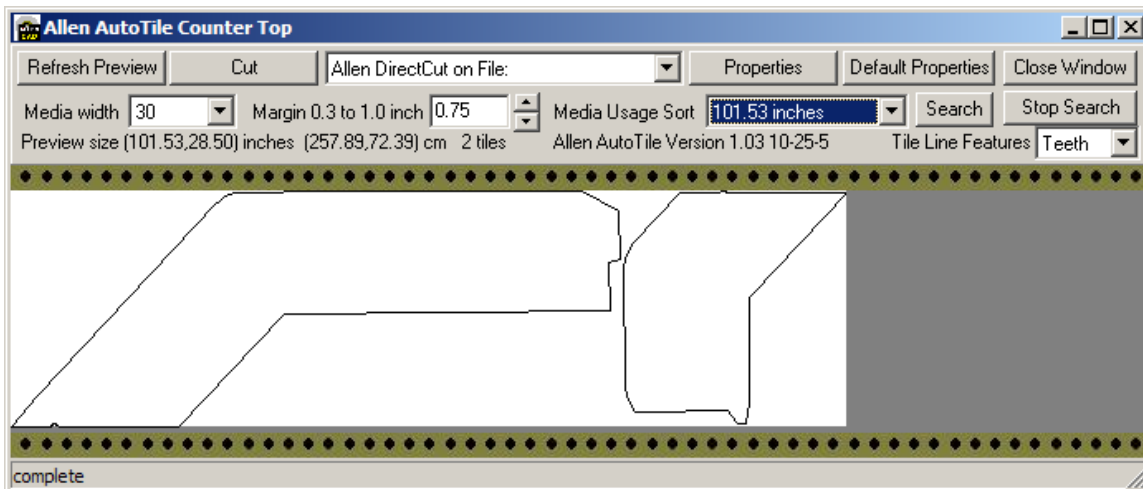 Allen AutoTile Counter Top
Refresh Preview Cut Allen DirectCut on File: Properties Default Properties Close Window
Media width 30 Margin 0.3 to 1.0 inch 0.75 Media Usage Sort 101.53 inches Search Stop Search
Preview size (101.53,28.50) inches (257.89,72.39) cm 2 tiles Allen AutoTile Version 1.03 10-25-5 Tile Line Features Teeth
complete